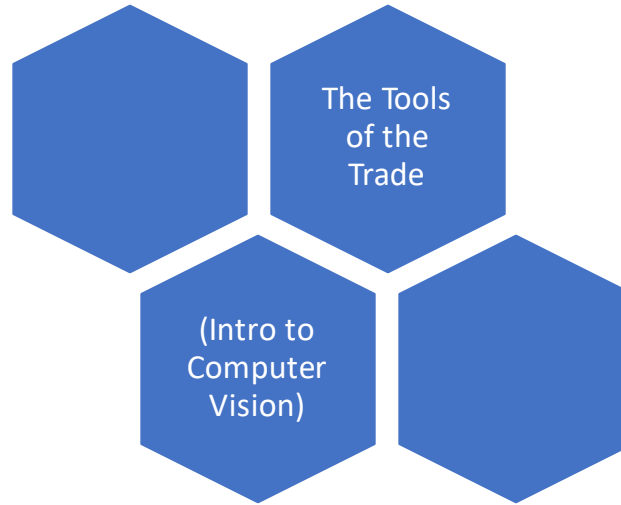 The Tools
of the
Trade
(Intro to
Computer
Vision)